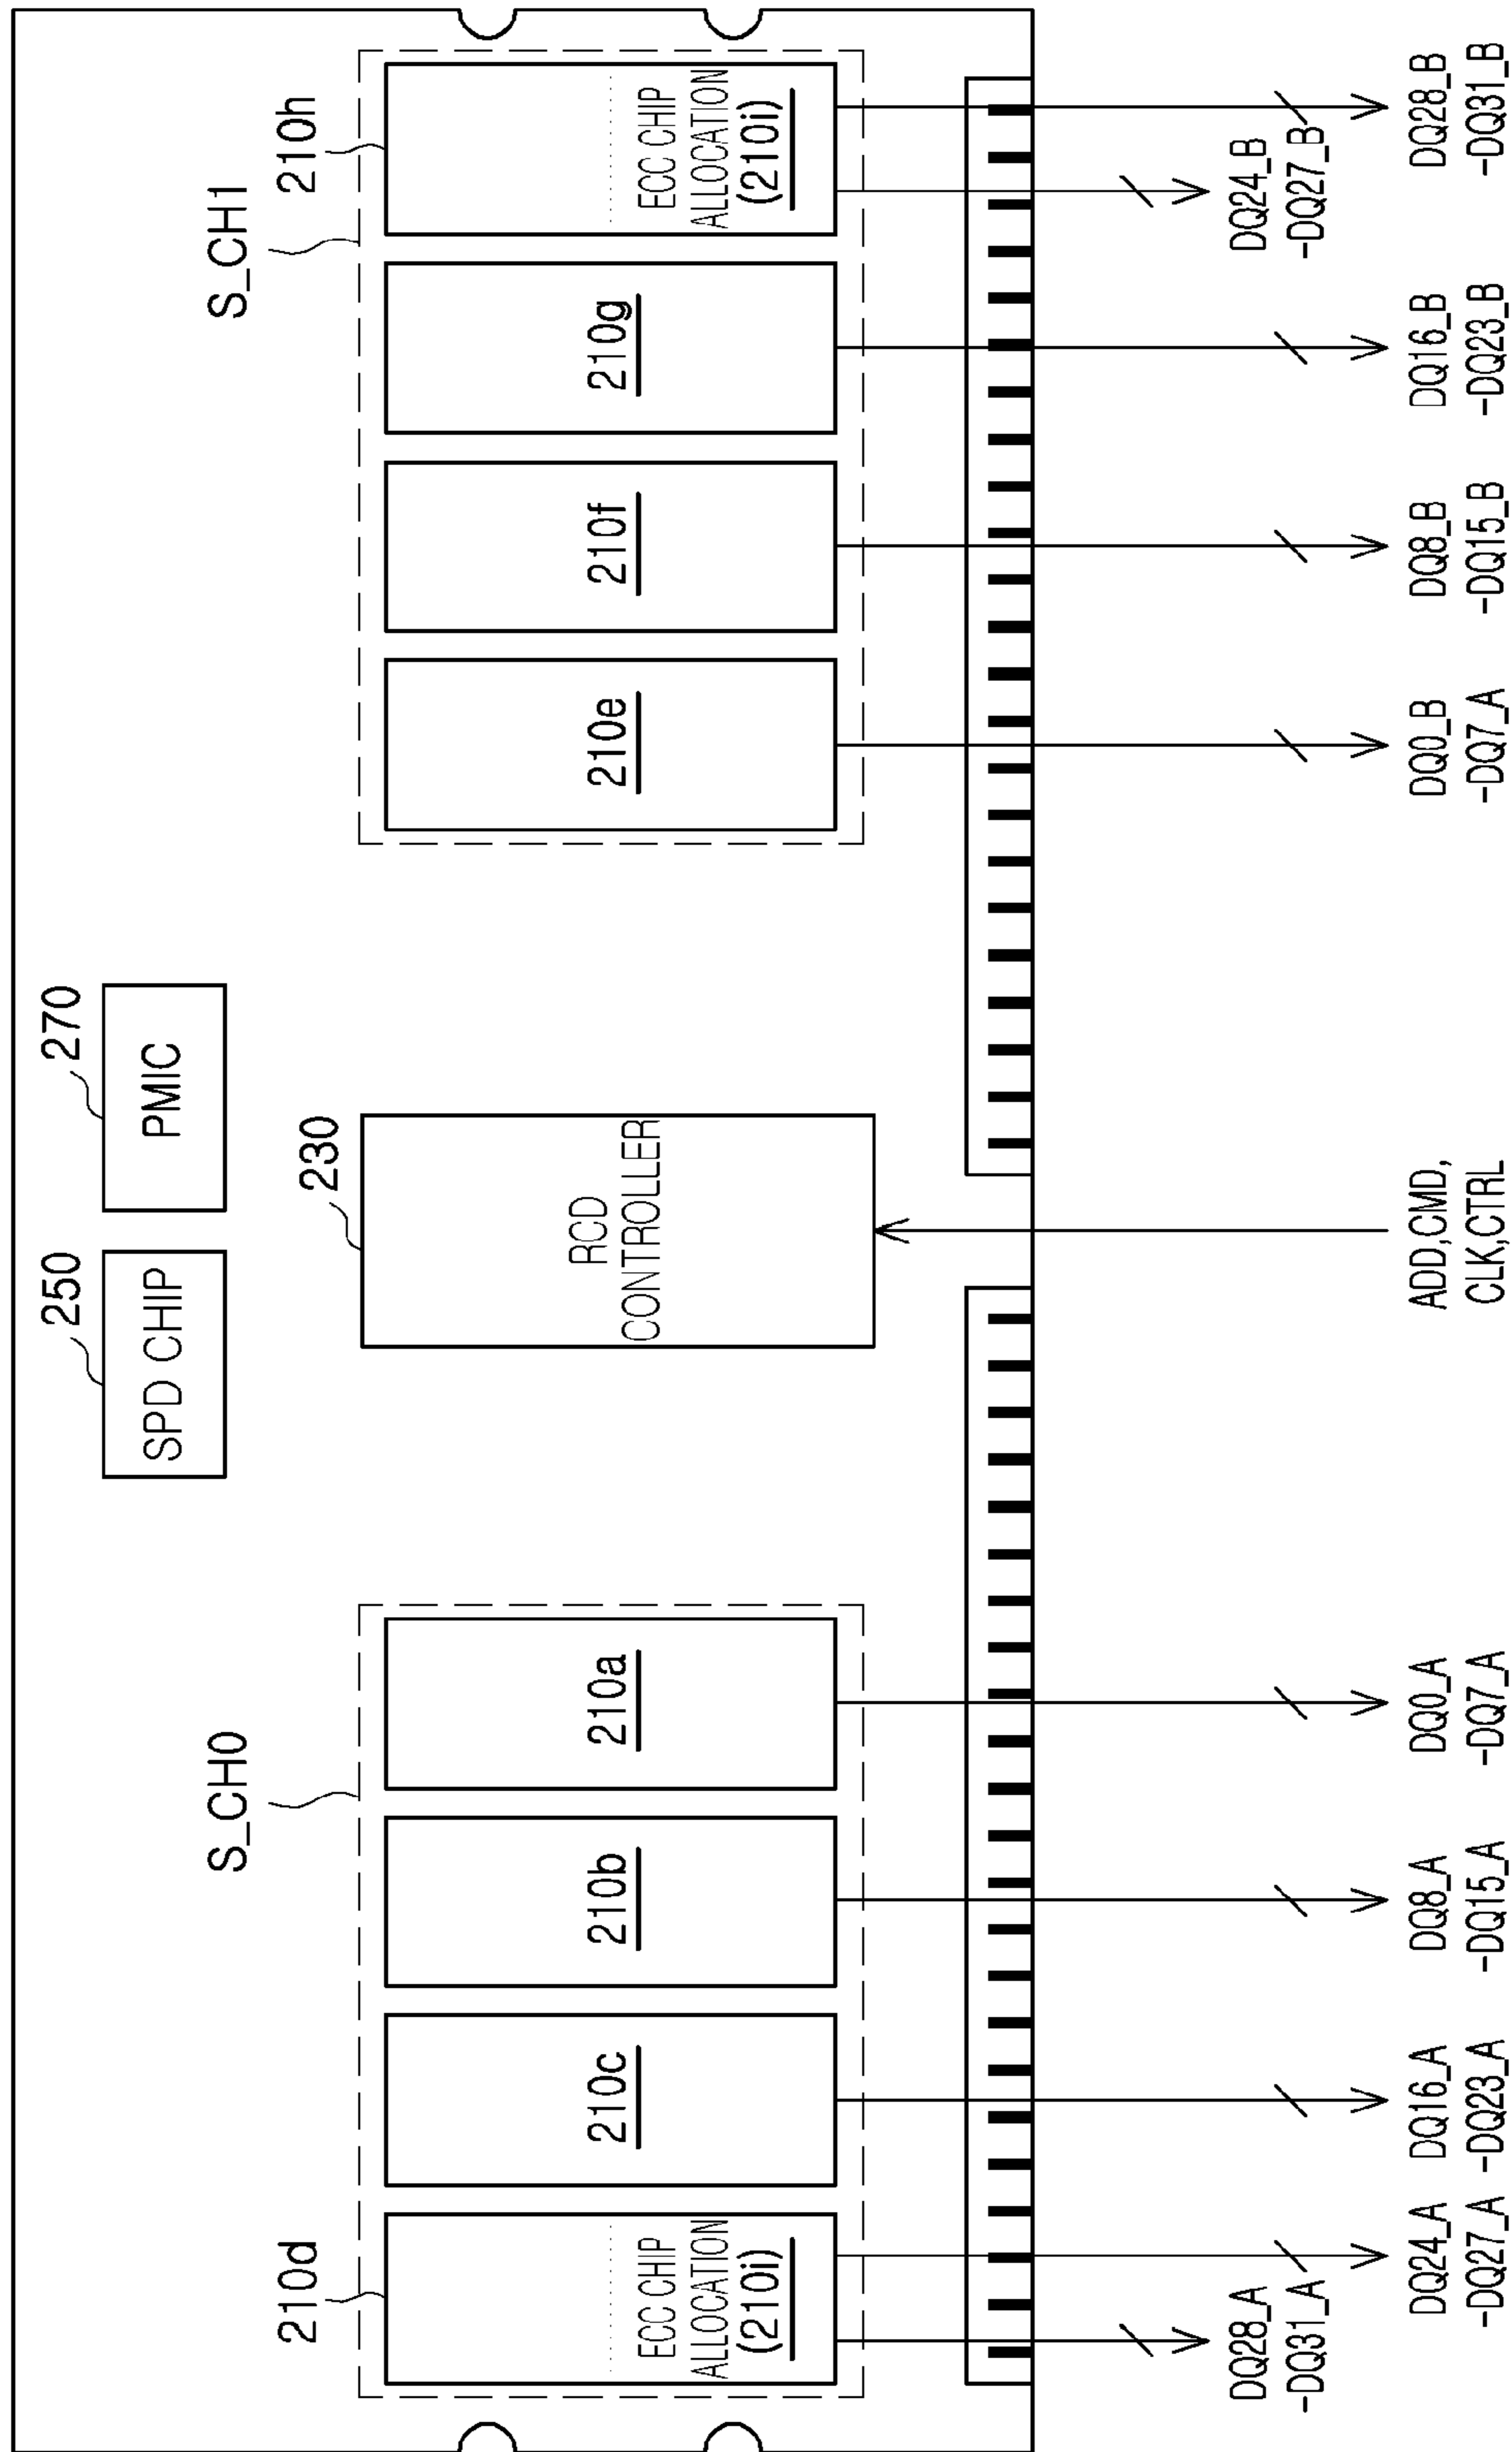 250
SPD CHIP
270
PMIC
S_CH0
S_CH1
210d
ECC CHIP
ALLOCATION
(210i)
210c
210b
210a
230
RCD
CONTROLLER
210e
210f
210g
210h
ECC CHIP
ALLOCATION
(210i)
DQ28_A
-DQ31_A
DQ24_A
-DQ27_A
DQ16_A
-DQ23_A
DQ8_A
-DQ15_A
DQ0_A
-DQ7_A
ADD,CMD,
CLK,CTRL
DQ0_B
-DQ7_A
DQ8_B
-DQ15_B
DQ16_B
-DQ23_B
DQ24_B
-DQ27_B
DQ28_B
-DQ31_B